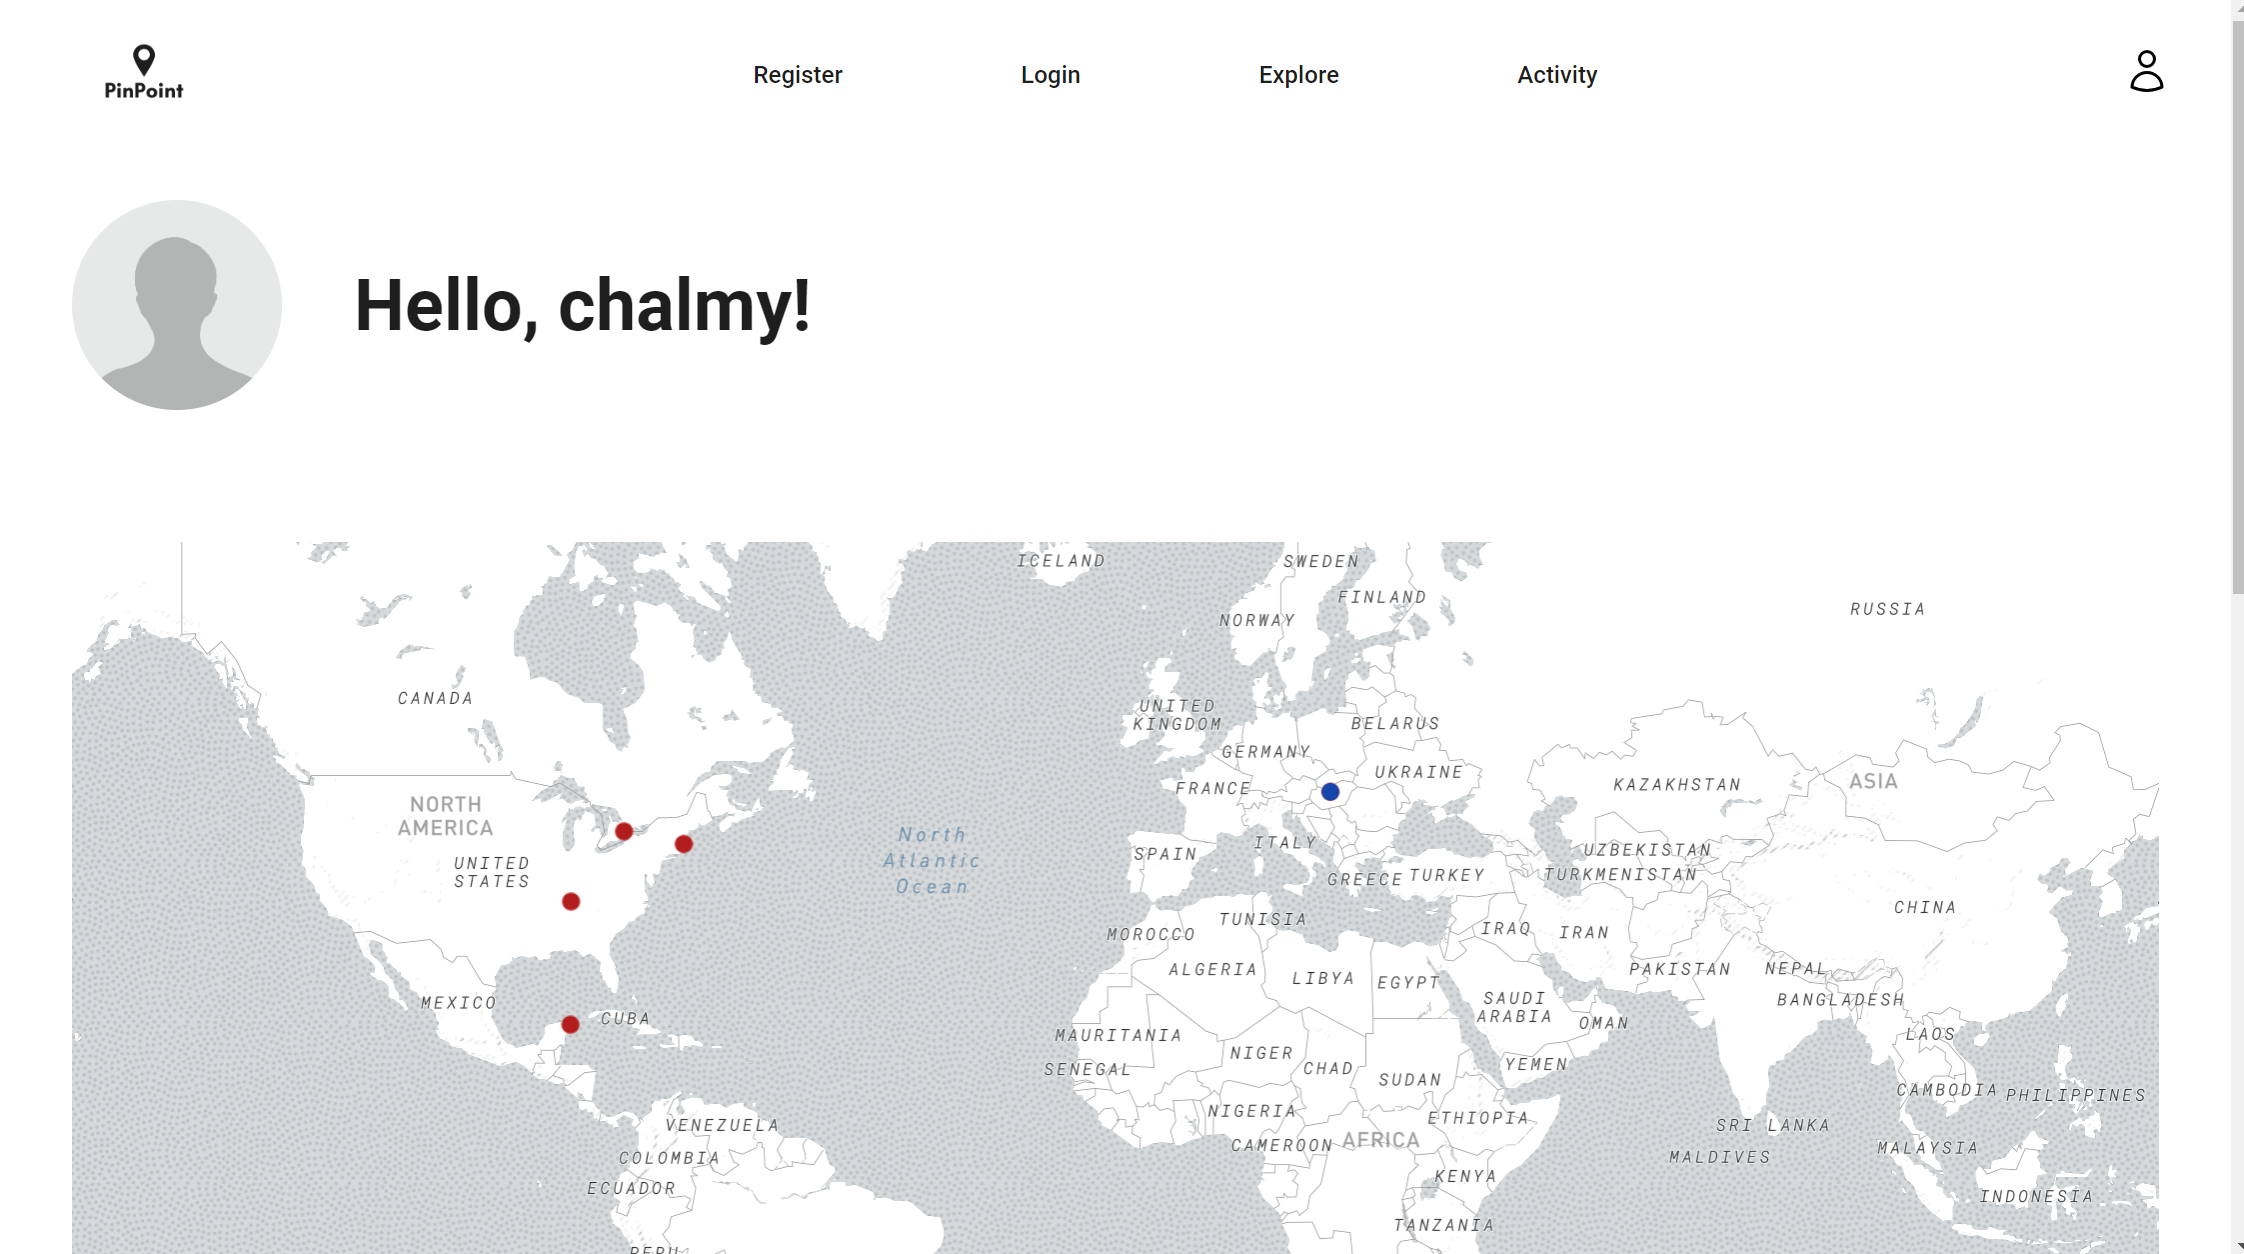 PinPoint
Register
Login
Explore
Activity
Hello, chalmy!
ICELAND
SWEDEN
FINLAND
NORWAY
RUSSIA
CANADA
UNITED
KINGDOM
BELARUS
GERMANY
UKRAINE
FRANCE
KAZAKHSTAN
ASIA
NORTH
AMERICA
North
Atlantic
Ocean
ITALY
SPAIN
UZBEKISTAN
UNITED
STATES
GREECE
TURKEY
TURKMENISTAN
CHINA
TUNISIA
MOROCCO
IRAQ
IRAN
ALGERIA
LIBYA
EGYPT
PAKISTAN
NEPAL
MEXICO
SAUDI
ARABIA
BANGLADESH
CUBA
OMAN
MAURITANIA
LAOS
NIGER
SENEGAL
CHAD
YEMEN
SUDAN
CAMBODIA
PHILIPPINES
NIGERIA
ETHIOPIA
VENEZUELA
SRI LANKA
CAMEROON
AFRICA
MALAYSIA
COLOMBIA
MALDIVES
KENYA
ECUADOR
INDONESIA
TANZANIA
PERU